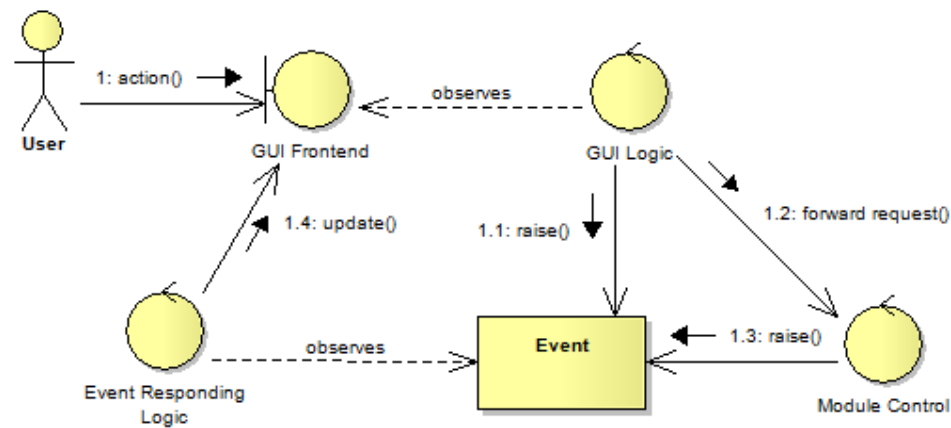 1: action()
observes
User
GUI Frontend
GUI Logic
1.4: update()
1.1: raise()
1.2: forward request()
1.3: raise()
Event
observes
Event Responding
Logic
Module Control